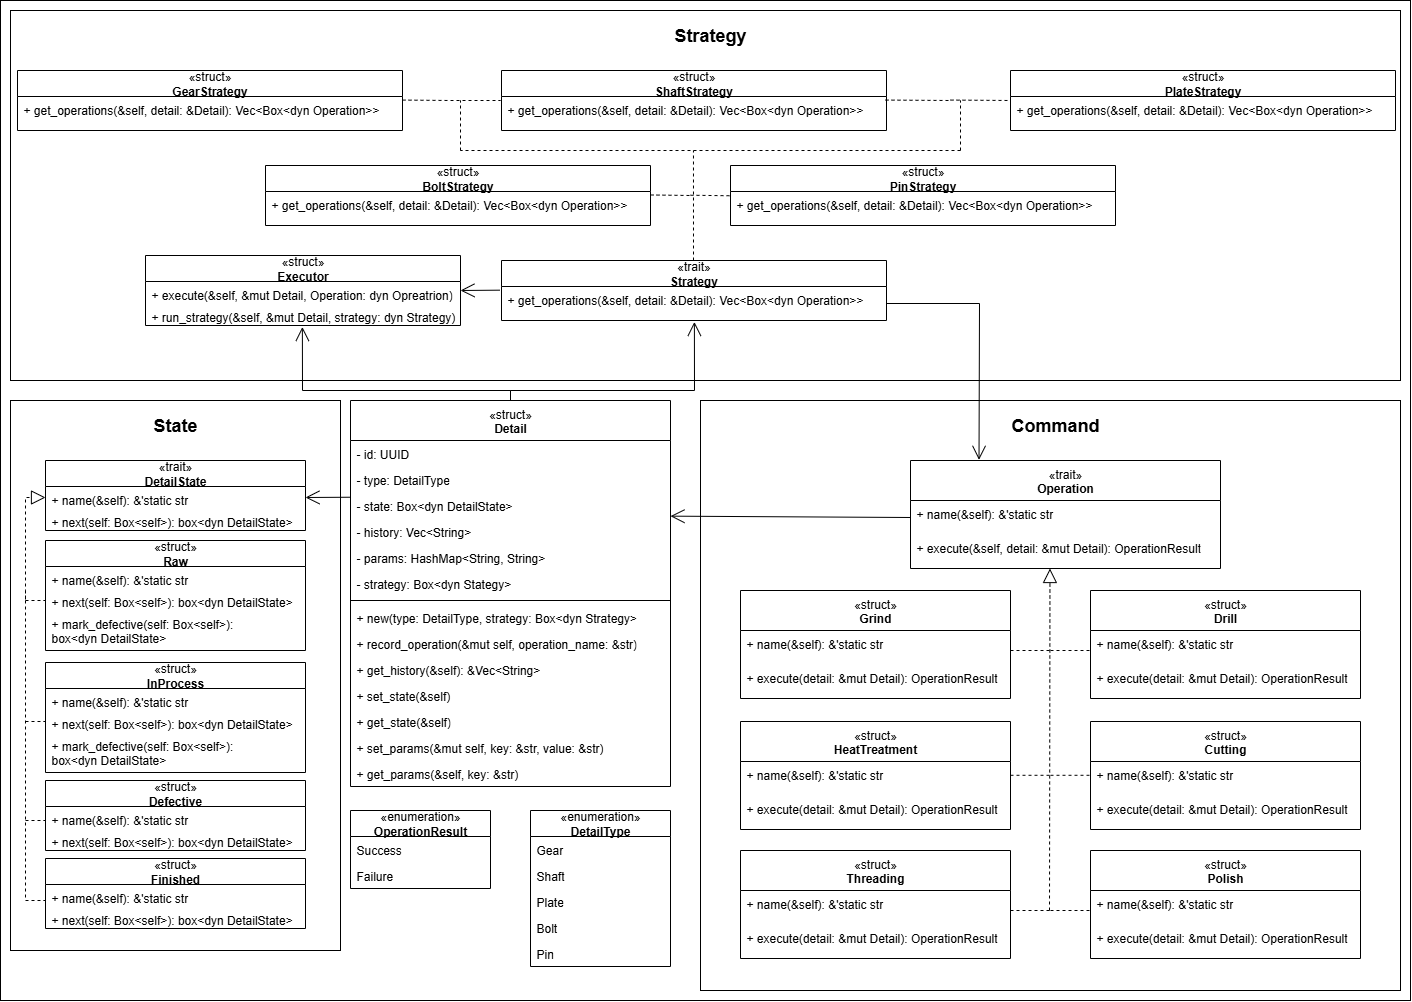 Strategy
«struct»
GearStrategy
+ get_operations(&self, detail: &Detail): Vec<Box<dyn Operation>>
«struct»
ShaftStrategy
+ get_operations(&self, detail: &Detail): Vec<Box<dyn Operation>>
«struct»
PlateStrategy
+ get_operations(&self, detail: &Detail): Vec<Box<dyn Operation>>
«struct»
BoltStrategy
+ get_operations(&self, detail: &Detail): Vec<Box<dyn Operation>>
«struct»
PinStrategy
+ get_operations(&self, detail: &Detail): Vec<Box<dyn Operation>>
«struct»
Executor
+ execute(&self, &mut Detail, Operation: dyn Opreatrion)
+ run_strategy(&self, &mut Detail, strategy: dyn Strategy)
«trait»
Strategy
+ get_operations(&self, detail: &Detail): Vec<Box<dyn Operation>>
State
«trait»
DetailState
+ name(&self): &'static str
+ next(self: Box<self>): box<dyn DetailState>
«struct»
Raw
+ name(&self): &'static str
+ next(self: Box<self>): box<dyn DetailState>
+ mark_defective(self: Box<self>):
box<dyn DetailState>
«struct»
InProcess
+ name(&self): &'static str
+ next(self: Box<self>): box<dyn DetailState>
+ mark_defective(self: Box<self>):
box<dyn DetailState>
«struct»
Defective
+ name(&self): &'static str
+ next(self: Box<self>): box<dyn DetailState>
«struct»
Finished
+ name(&self): &'static str
+ next(self: Box<self>): box<dyn DetailState>
«struct»
Detail
- id: UUID
- type: DetailType
- state: Box<dyn DetailState>
- history: Vec<String>
- params: HashMap<String, String>
- strategy: Box<dyn Stategy>
+ new(type: DetailType, strategy: Box<dyn Strategy>
+ record_operation(&mut self, operation_name: &str)
+ get_history(&self): &Vec<String>
+ set_state(&self)
+ get_state(&self)
+ set_params(&mut self, key: &str, value: &str)
+ get_params(&self, key: &str)
«enumeration»
OperationResult
Success
Failure
«enumeration»
DetailType
Gear
Shaft
Plate
Bolt
Pin
Command
«trait»
Operation
+ name(&self): &'static str
+ execute(&self, detail: &mut Detail): OperationResult
«struct»
Grind
+ name(&self): &'static str
+ execute(detail: &mut Detail): OperationResult
«struct»
Drill
+ name(&self): &'static str
+ execute(detail: &mut Detail): OperationResult
«struct»
HeatTreatment
+ name(&self): &'static str
+ execute(detail: &mut Detail): OperationResult
«struct»
Cutting
+ name(&self): &'static str
+ execute(detail: &mut Detail): OperationResult
«struct»
Threading
+ name(&self): &'static str
+ execute(detail: &mut Detail): OperationResult
«struct»
Polish
+ name(&self): &'static str
+ execute(detail: &mut Detail): OperationResult